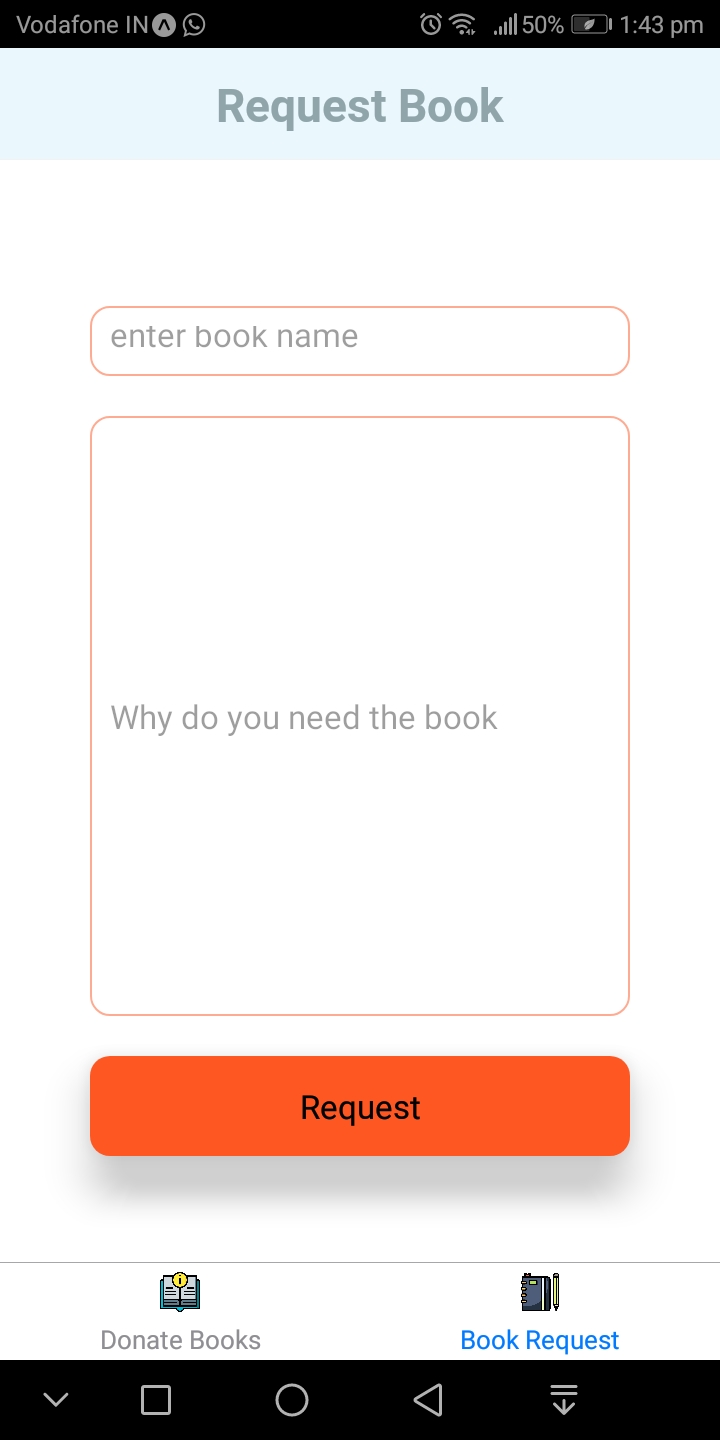 Vodafone IN 50% 1:43 pm
Request Book
enter book name
Why do you need the book
Request
Donate Books
Book Request